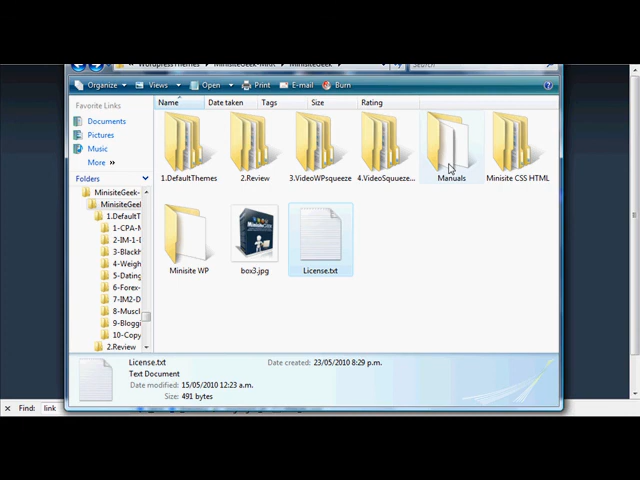 WordpressThemes MinisiteGeek-MRR MinisiteGeek Search
Organize Views Open Print E-mail Burn
Favorite Links
Documents
Pictures
Music
More
Folders
MinisiteGeek-
MinisiteGeek
1.DefaultT
1-CPA-M
2-IM-1-I
3-Blackh
4-Weigh
5-Dating
6-Forex-
7-IM2-D
8-Muscl
9-Bloggi
10-Copy
2.Review
Name Date taken Tags Size Rating
1.DefaultThemes 2.Review 3.VideoWPsqueeze 4.VideoSqueeze... Manuals Minisite CSS HTML
Minisite WP box3.jpg License.txt
License.txt Date created: 23/05/2010 8:29 p.m.
Text Document
Date modified: 15/05/2010 12:23 a.m.
Size: 491 bytes
Find: link